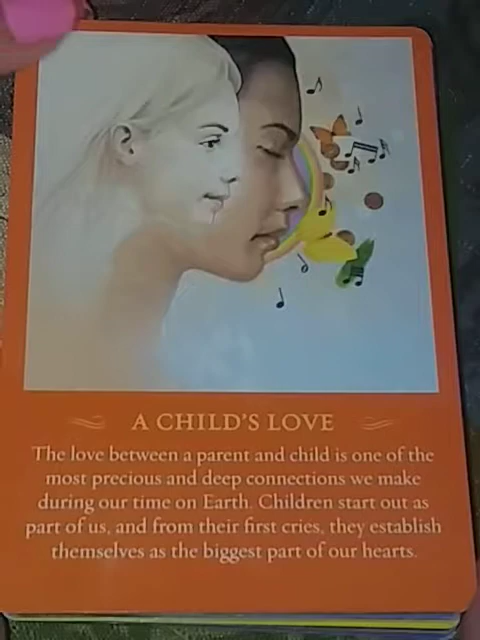 A CHILD'S LOVE
The love between a parent and child is one of the
most precious and deep connections we make
during our time on Earth. Children start out as
part of us, and from their first cries, they establish
themselves as the biggest part of our hearts.